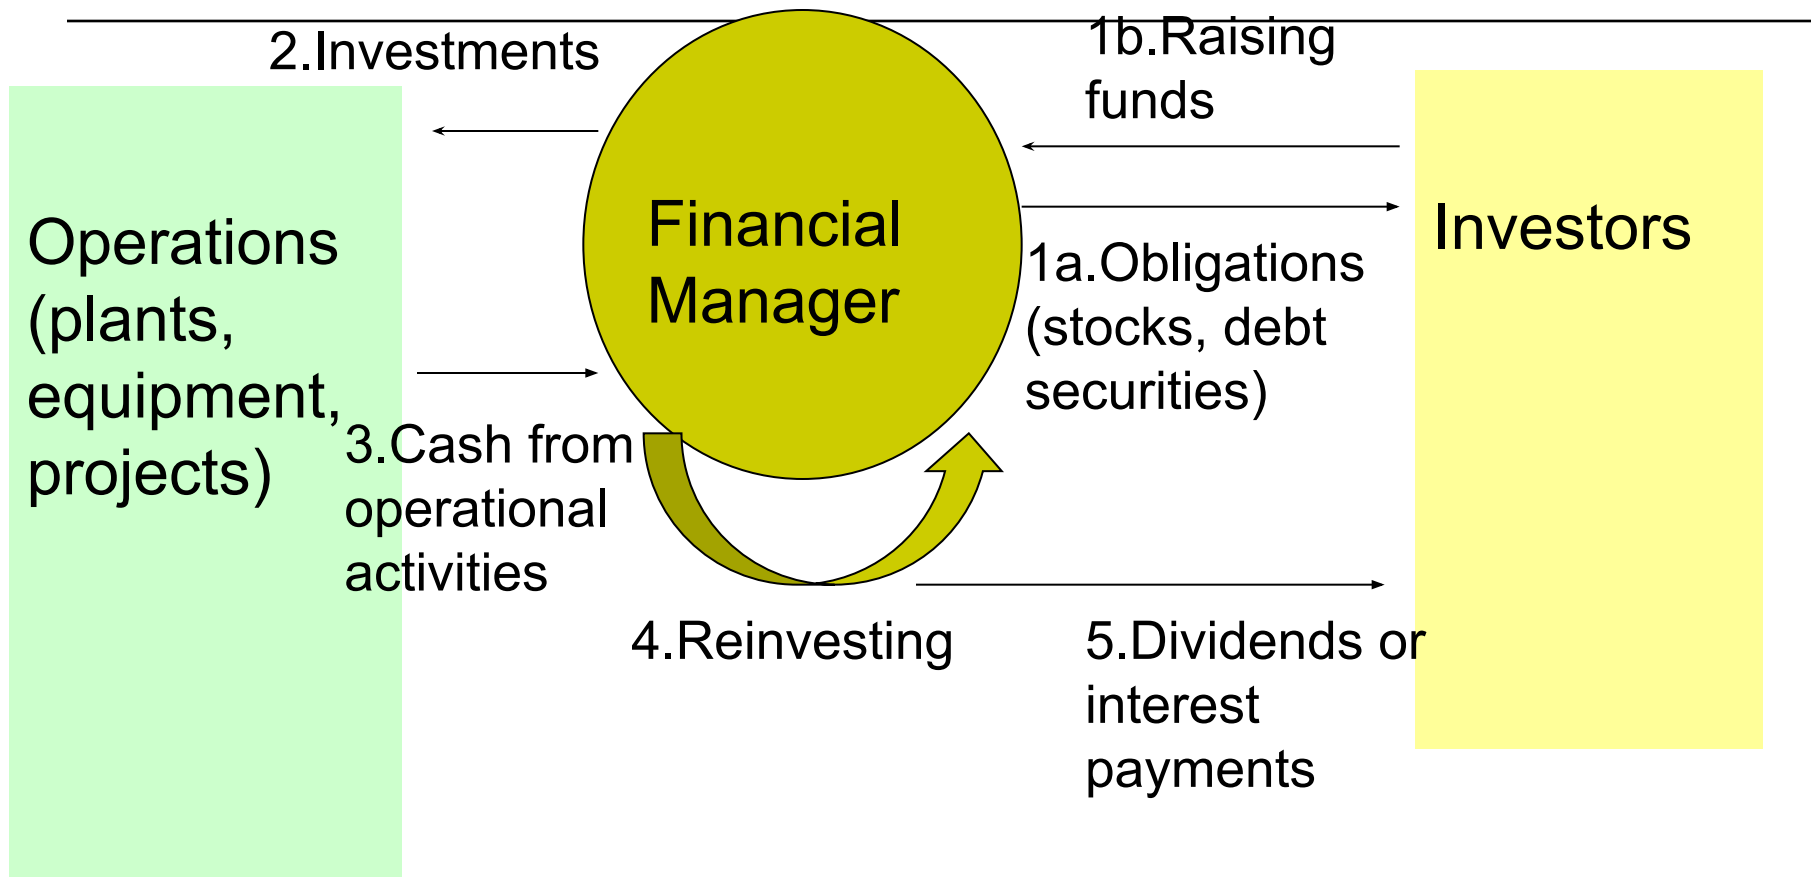 2.Investments
1b.Raising
funds
Operations
(plants,
equipment,
projects)
Financial
Manager
Investors
1a.Obligations
(stocks, debt
securities)
3.Cash from
operational
activities
4.Reinvesting
5.Dividends or
interest
payments